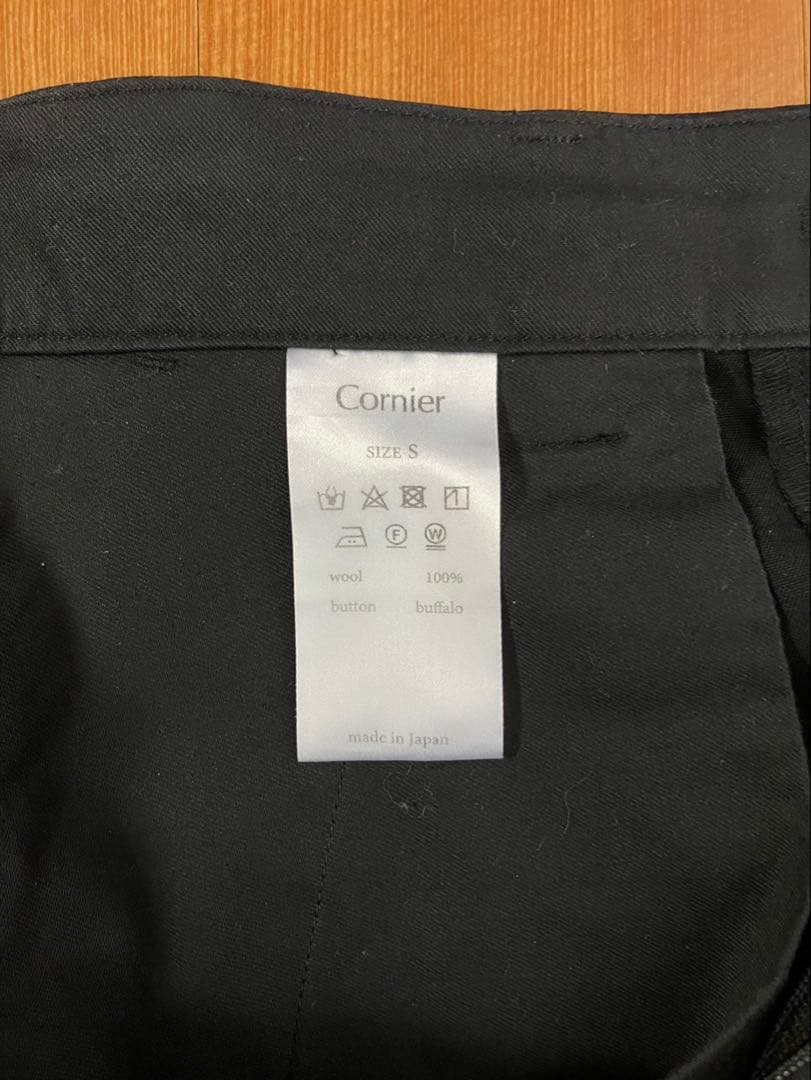 Cornier
SIZE S
F W
wool 100%
button buffalo
made in Japan